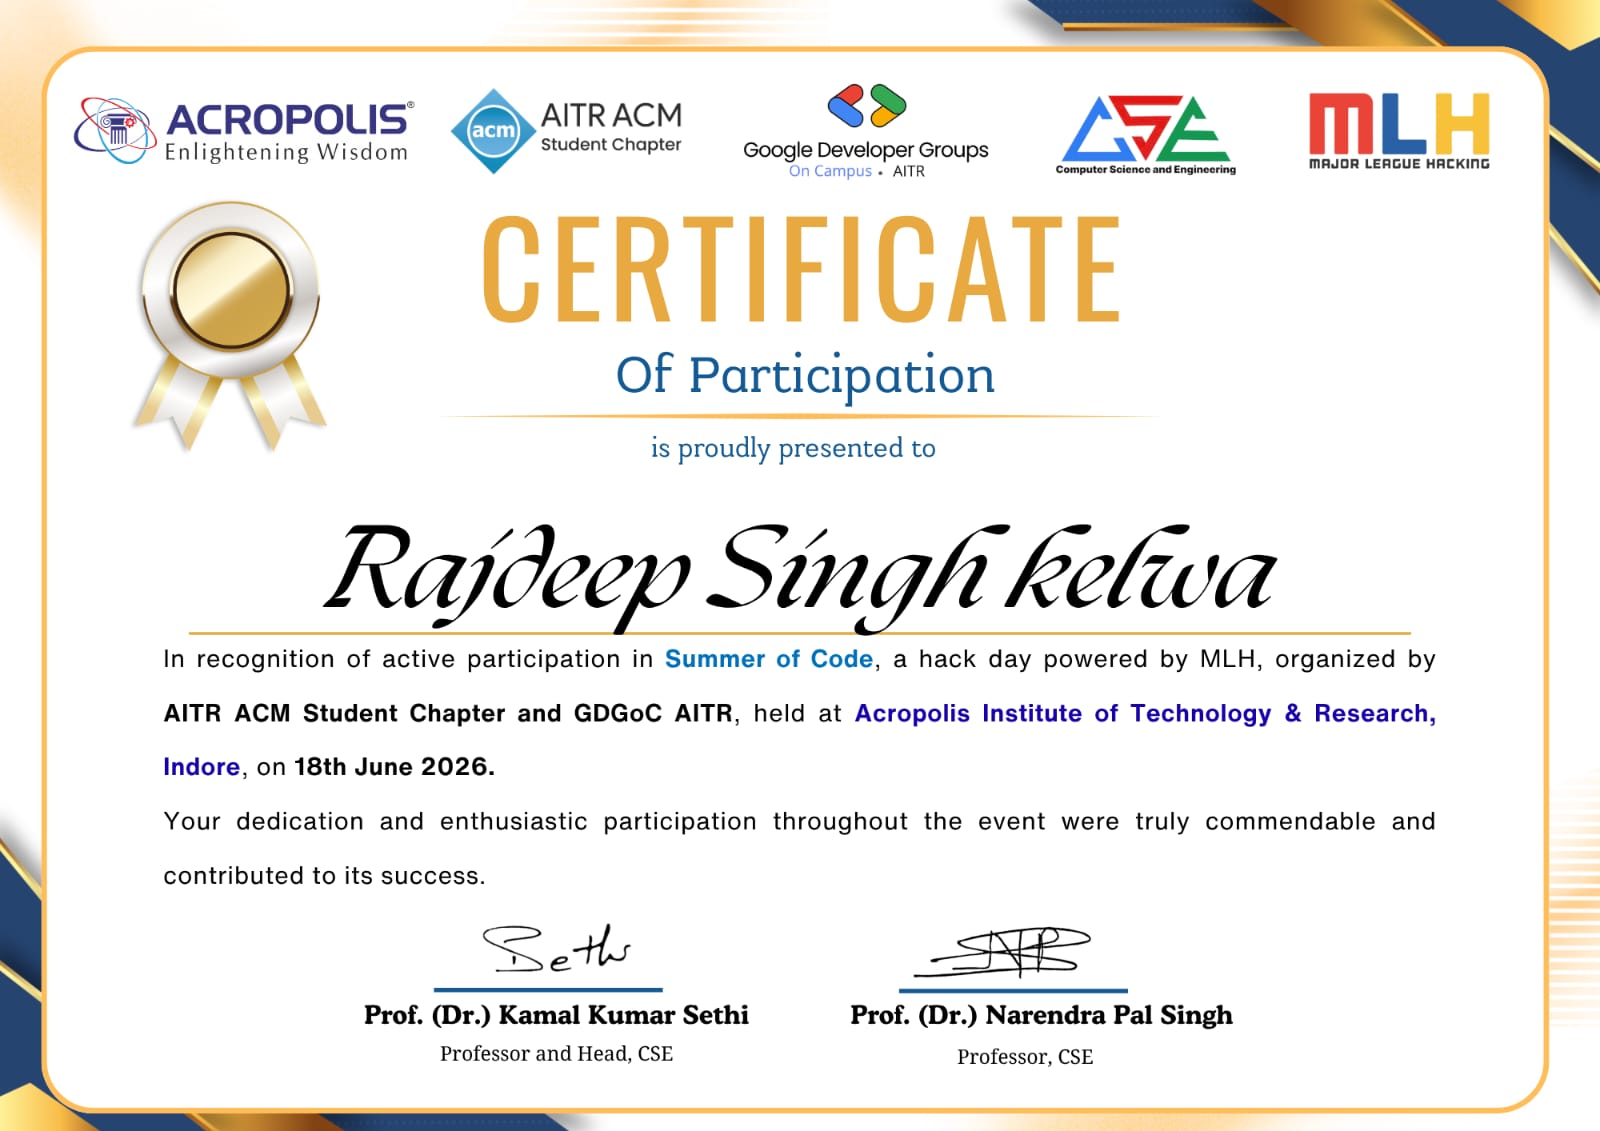 ACROPOLIS®
Enlightening Wisdom
acm
AITR ACM
Student Chapter
Google Developer Groups
On Campus • AITR
CSE
Computer Science and Engineering
MLH
MAJOR LEAGUE HACKING
CERTIFICATE
Of Participation
is proudly presented to
Rajdeep Singh kelwa
In recognition of active participation in Summer of Code, a hack day powered by MLH, organized by
AITR ACM Student Chapter and GDGoC AITR, held at Acropolis Institute of Technology & Research,
Indore, on 18th June 2026.
Your dedication and enthusiastic participation throughout the event were truly commendable and
contributed to its success.
Sethi
Prof. (Dr.) Kamal Kumar Sethi
Professor and Head, CSE
Prof. (Dr.) Narendra Pal Singh
Professor, CSE